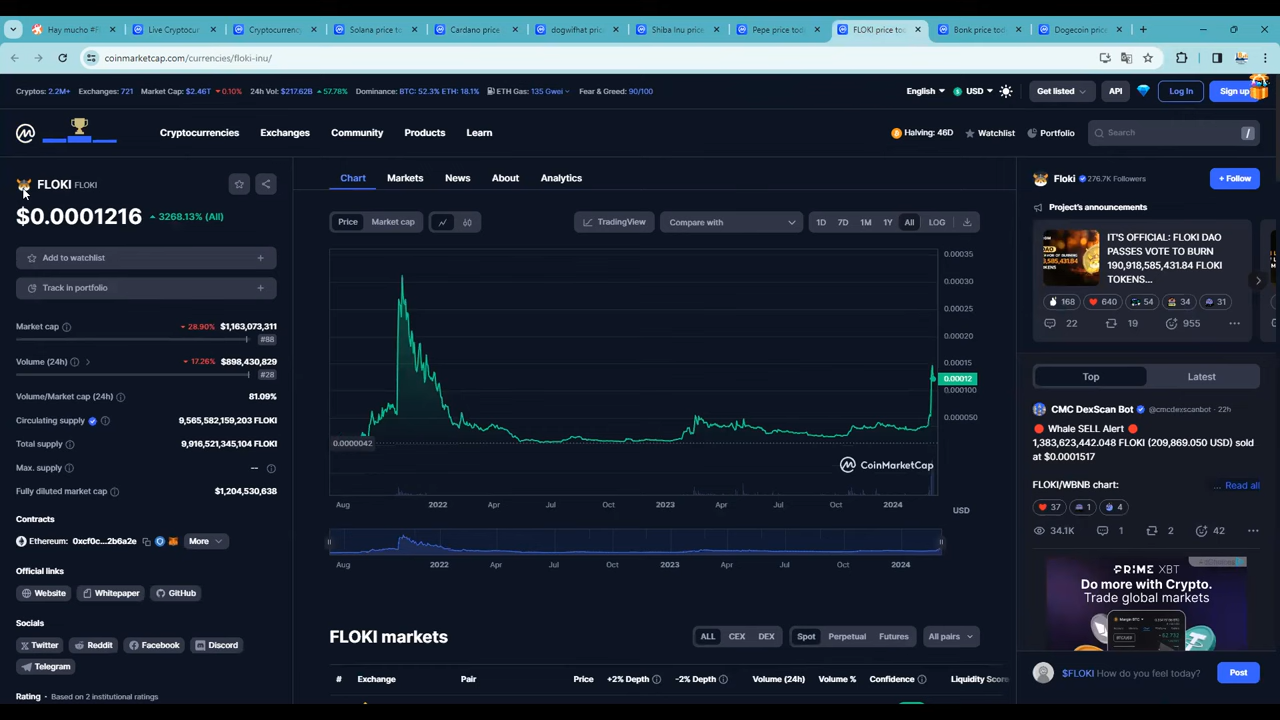 Hay mucho #F
Live Cryptocur
Cryptocurrency
Solana price to
Cardano price
dogwifhat pric
Shiba Inu price
Pepe price tod
FLOKI price too
Bonk price tod
Dogecoin price
coinmarketcap.com/currencies/floki-inu/
Cryptos: 2.2M+ Exchanges: 721 Market Cap: $2.46T 0.10% 24h Vol: $217.62B 57.78% Dominance: BTC: 52.3% ETH: 18.1% ETH Gas: 135 Gwei Fear & Greed: 90/100
English USD Get listed API Log In Sign up
Cryptocurrencies Exchanges Community Products Learn
Halving: 46D Watchlist Portfolio Search /
FLOKI FLOKI
$0.0001216 3268.13% (All)
Add to watchlist
Track in portfolio
Market cap 28.90% $1,163,073,311
#88
Volume (24h) 17.26% $898,430,829
#28
Volume/Market cap (24h) 81.09%
Circulating supply 9,565,582,159,203 FLOKI
Total supply 9,916,521,345,104 FLOKI
Max. supply --
Fully diluted market cap $1,204,530,638
Contracts
Ethereum: 0xcf0c...2b6a2e More
Official links
Website Whitepaper GitHub
Socials
Twitter Reddit Facebook Discord
Telegram
Rating · Based on 2 institutional ratings
Chart Markets News About Analytics
Price Market cap TradingView Compare with 1D 7D 1M 1Y All LOG
0.00035
0.00030
0.00025
0.00020
0.00015
0.00012
0.000100
0.000050
0.0000042
CoinMarketCap
Aug 2022 Apr Jul Oct 2023 Apr Jul Oct 2024
USD
Aug 2022 Apr Jul Oct 2023 Apr Jul Oct 2024
FLOKI markets
ALL CEX DEX Spot Perpetual Futures All pairs
# Exchange Pair Price +2% Depth -2% Depth Volume (24h) Volume % Confidence Liquidity Score
Floki 276.7K Followers + Follow
Project's announcements
IT'S OFFICIAL: FLOKI DAO
PASSES VOTE TO BURN
190,918,585,431.84 FLOKI
TOKENS...
168 640 54 34 31
22 19 955
Top Latest
CMC DexScan Bot @cmcdexscanbot · 22h
Whale SELL Alert
1,383,623,442.048 FLOKI (209,869.050 USD) sold
at $0.0001517
FLOKI/WBNB chart:
... Read all
37 1 4
34.1K 1 2 42
PRIME XBT
Do more with Crypto.
Trade global markets
$FLOKI How do you feel today? Post